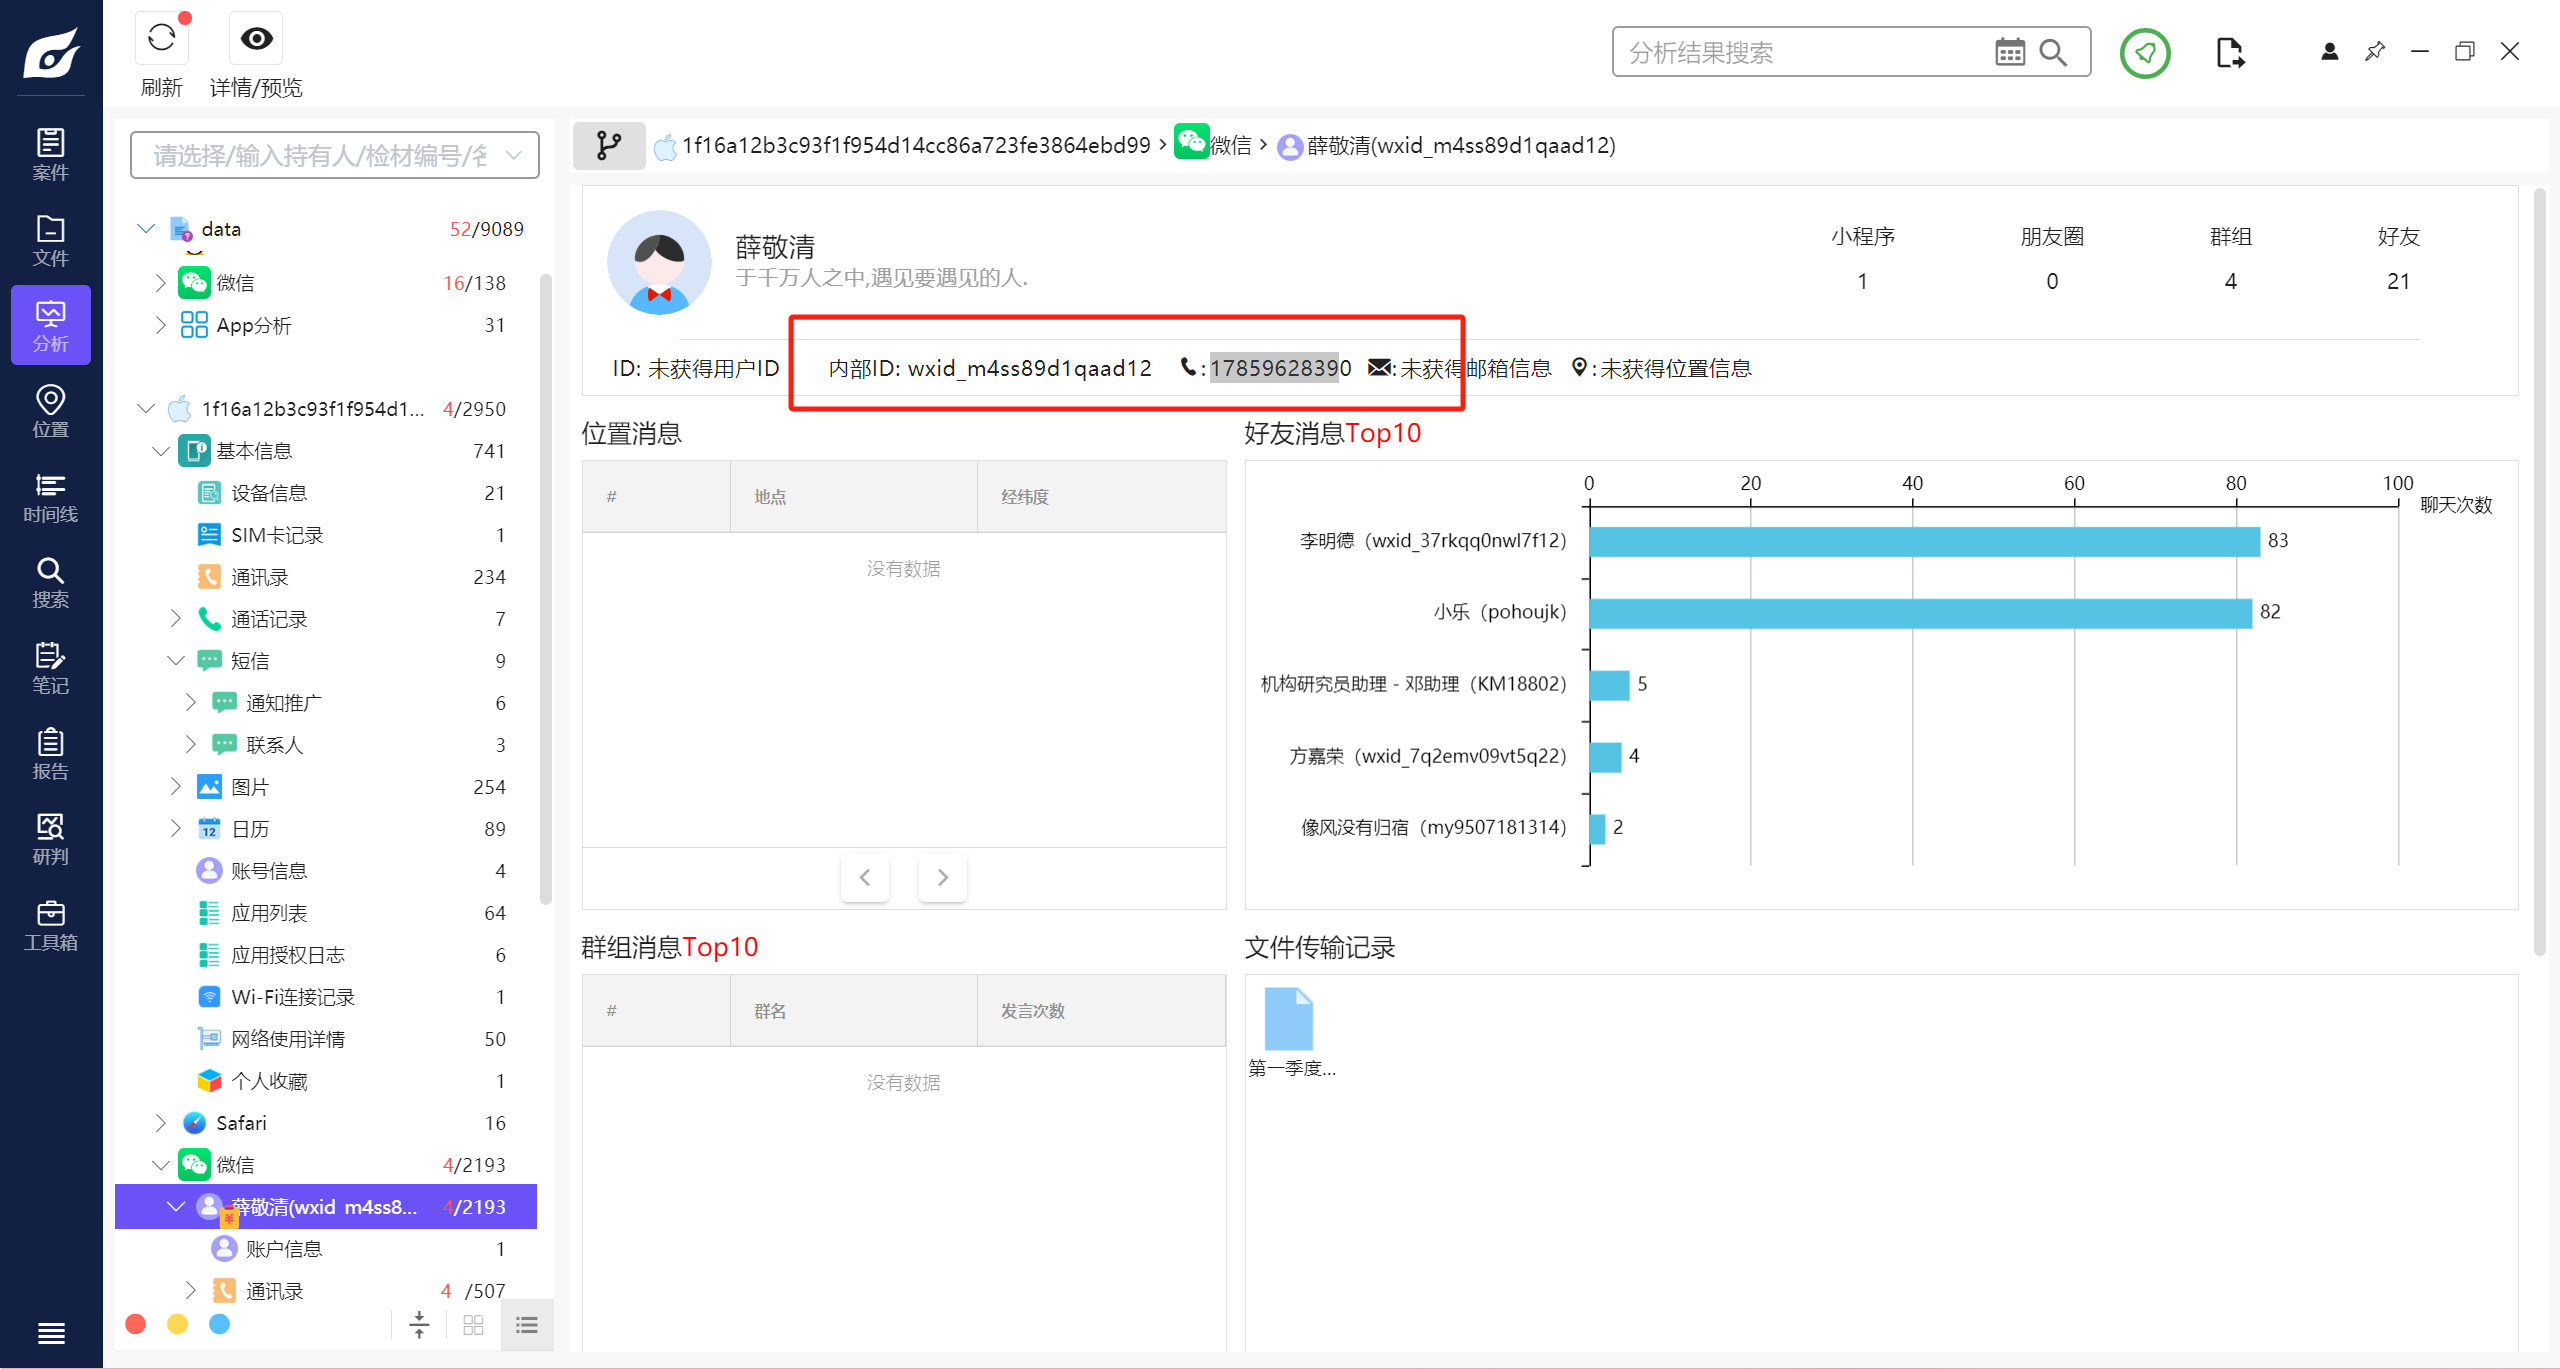 刷新
详情/预览
分析结果搜索
案件
文件
分析
位置
时间线
搜索
笔记
报告
研判
工具箱
请选择/输入持有人/检材编号/名
data 52/9089
微信 16/138
App分析 31
1f16a12b3c93f1f954d1... 4/2950
基本信息 741
设备信息 21
SIM卡记录 1
通讯录 234
通话记录 7
短信 9
通知推广 6
联系人 3
图片 254
12 日历 89
账号信息 4
应用列表 64
应用授权日志 6
Wi-Fi连接记录 1
网络使用详情 50
个人收藏 1
Safari 16
微信 4/2193
¥ 薛敬清(wxid m4ss8... 4/2193
账户信息 1
通讯录 4 /507
1f16a12b3c93f1f954d14cc86a723fe3864ebd99 › 微信 › 薛敬清(wxid_m4ss89d1qaad12)
薛敬清
于千万人之中,遇见要遇见的人.
小程序 朋友圈 群组 好友
1 0 4 21
ID: 未获得用户ID 内部ID: wxid_m4ss89d1qaad12 : 17859628390 : 未获得邮箱信息 : 未获得位置信息
位置消息
# 地点 经纬度
没有数据
好友消息Top10
0 20 40 60 80 100
聊天次数
李明德（wxid_37rkqq0nwl7f12） 83
小乐（pohoujk） 82
机构研究员助理 - 邓助理（KM18802） 5
方嘉荣（wxid_7q2emv09vt5q22） 4
像风没有归宿（my9507181314） 2
群组消息Top10
# 群名 发言次数
没有数据
文件传输记录
第一季度...